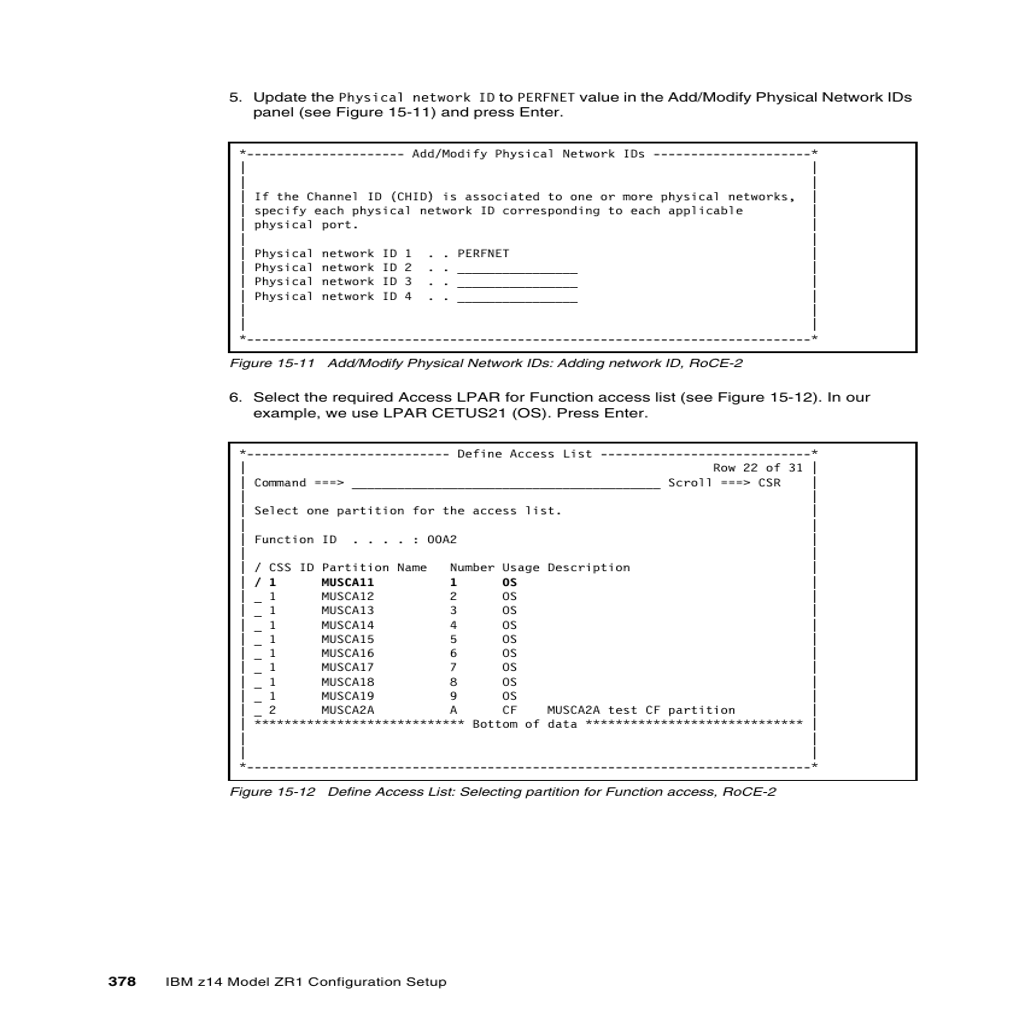 5. Update the Physical network ID to PERFNET value in the Add/Modify Physical Network IDs
panel (see Figure 15-11) and press Enter.
*--------------------- Add/Modify Physical Network IDs ---------------------*
| |
| |
| If the Channel ID (CHID) is associated to one or more physical networks, |
| specify each physical network ID corresponding to each applicable |
| physical port. |
| |
| Physical network ID 1 . . PERFNET |
| Physical network ID 2 . . ________________ |
| Physical network ID 3 . . ________________ |
| Physical network ID 4 . . ________________ |
| |
| |
*---------------------------------------------------------------------------*
Figure 15-11 Add/Modify Physical Network IDs: Adding network ID, RoCE-2
6. Select the required Access LPAR for Function access list (see Figure 15-12). In our
example, we use LPAR CETUS21 (OS). Press Enter.
*--------------------------- Define Access List ----------------------------*
| Row 22 of 31 |
| Command ===> _________________________________________ Scroll ===> CSR |
| |
| Select one partition for the access list. |
| |
| Function ID . . . . : 00A2 |
| |
| / CSS ID Partition Name Number Usage Description |
| / 1 MUSCA11 1 OS |
| _ 1 MUSCA12 2 OS |
| _ 1 MUSCA13 3 OS |
| _ 1 MUSCA14 4 OS |
| _ 1 MUSCA15 5 OS |
| _ 1 MUSCA16 6 OS |
| _ 1 MUSCA17 7 OS |
| _ 1 MUSCA18 8 OS |
| _ 1 MUSCA19 9 OS |
| _ 2 MUSCA2A A CF MUSCA2A test CF partition |
| **************************** Bottom of data ***************************** |
| |
| |
*---------------------------------------------------------------------------*
Figure 15-12 Define Access List: Selecting partition for Function access, RoCE-2
378 IBM z14 Model ZR1 Configuration Setup